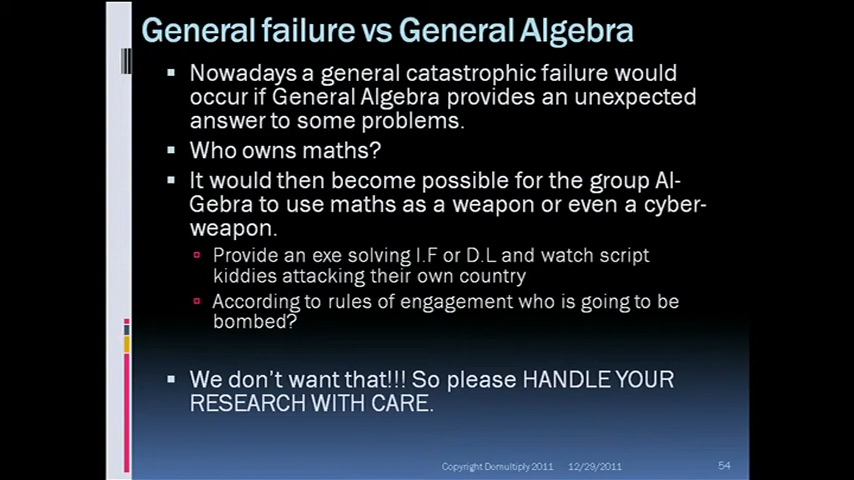 General failure vs General Algebra
Nowadays a general catastrophic failure would
occur if General Algebra provides an unexpected
answer to some problems.
Who owns maths?
It would then become possible for the group Al-
Gebra to use maths as a weapon or even a cyber-
weapon.
Provide an exe solving I.F or D.L and watch script
kiddies attacking their own country
According to rules of engagement who is going to be
bombed?
We don't want that!!! So please HANDLE YOUR
RESEARCH WITH CARE.
Copyright Domultiply 2011 12/29/2011 54